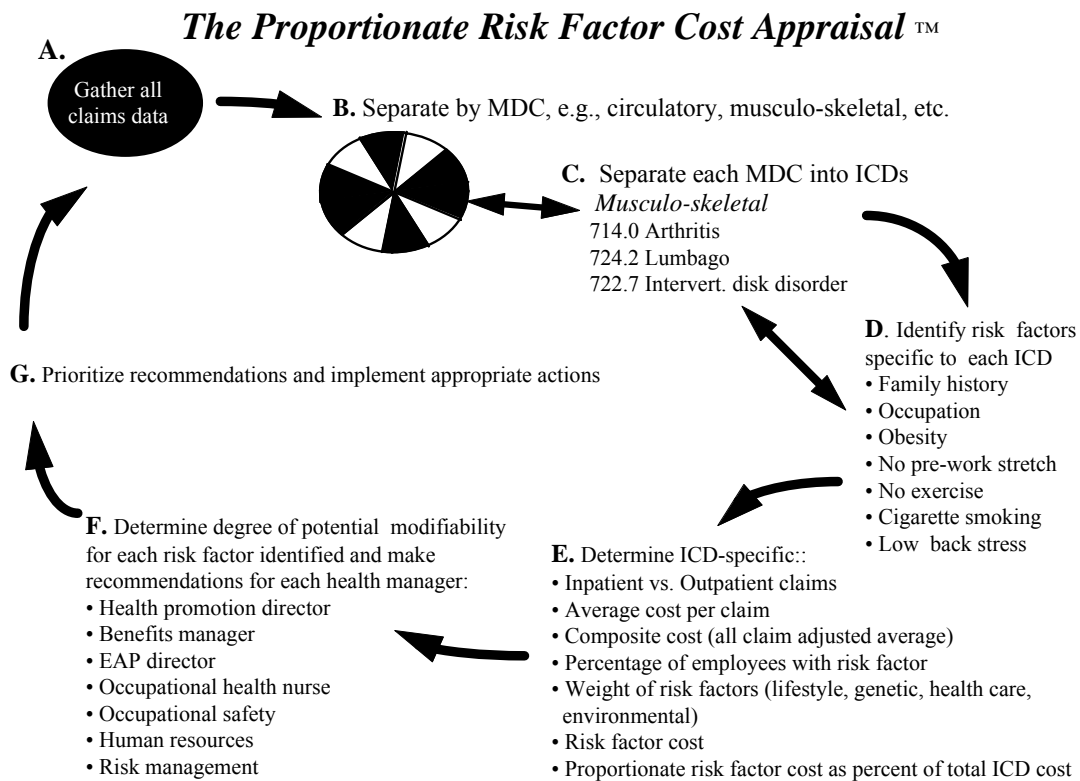 The Proportionate Risk Factor Cost Appraisal ™
A.
Gather all
claims data
B. Separate by MDC, e.g., circulatory, musculo-skeletal, etc.
C. Separate each MDC into ICDs
Musculo-skeletal
714.0 Arthritis
724.2 Lumbago
722.7 Intervert. disk disorder
D. Identify risk factors
specific to each ICD
• Family history
• Occupation
• Obesity
• No pre-work stretch
• No exercise
• Cigarette smoking
• Low back stress
E. Determine ICD-specific::
• Inpatient vs. Outpatient claims
• Average cost per claim
• Composite cost (all claim adjusted average)
• Percentage of employees with risk factor
• Weight of risk factors (lifestyle, genetic, health care,
environmental)
• Risk factor cost
• Proportionate risk factor cost as percent of total ICD cost
F. Determine degree of potential modifiability
for each risk factor identified and make
recommendations for each health manager:
• Health promotion director
• Benefits manager
• EAP director
• Occupational health nurse
• Occupational safety
• Human resources
• Risk management
G. Prioritize recommendations and implement appropriate actions